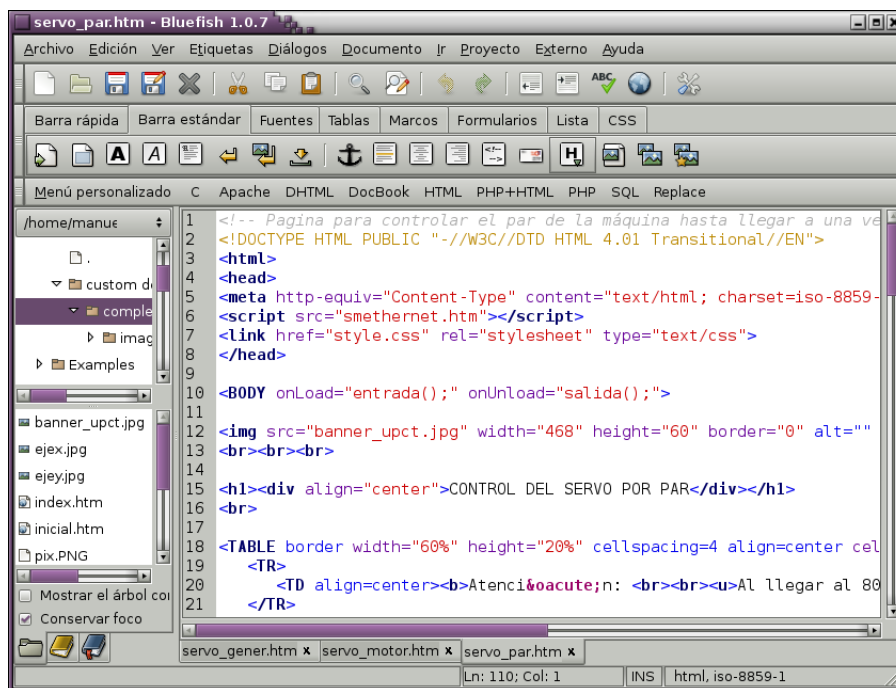 servo_par.htm - Bluefish 1.0.7
Archivo Edición Ver Etiquetas Diálogos Documento Ir Proyecto Externo Ayuda
ABC
Barra rápida Barra estándar Fuentes Tablas Marcos Formularios Lista CSS
A A <!-- --> H
Menú personalizado C Apache DHTML DocBook HTML PHP+HTML PHP SQL Replace
/home/manue
.
custom d
comple
imag
Examples
banner_upct.jpg
ejex.jpg
ejey.jpg
index.htm
inicial.htm
pix.PNG
Mostrar el árbol co
Conservar foco
1 <!-- Pagina para controlar el par de la máquina hasta llegar a una ve
2 <!DOCTYPE HTML PUBLIC "-//W3C//DTD HTML 4.01 Transitional//EN">
3 <html>
4 <head>
5 <meta http-equiv="Content-Type" content="text/html; charset=iso-8859-
6 <script src="smethernet.htm"></script>
7 <link href="style.css" rel="stylesheet" type="text/css">
8 </head>
9
10 <BODY onLoad="entrada();" onUnload="salida();">
11
12 <img src="banner_upct.jpg" width="468" height="60" border="0" alt=""
13 <br><br><br>
14
15 <h1><div align="center">CONTROL DEL SERVO POR PAR</div></h1>
16 <br>
17
18 <TABLE border width="60%" height="20%" cellspacing=4 align=center cel
19 <TR>
20 <TD align=center><b>Atenci&oacute;n: <br><br><u>Al llegar al 80
21 </TR>
servo_gener.htm x servo_motor.htm x servo_par.htm x
Ln: 110; Col: 1 INS html, iso-8859-1